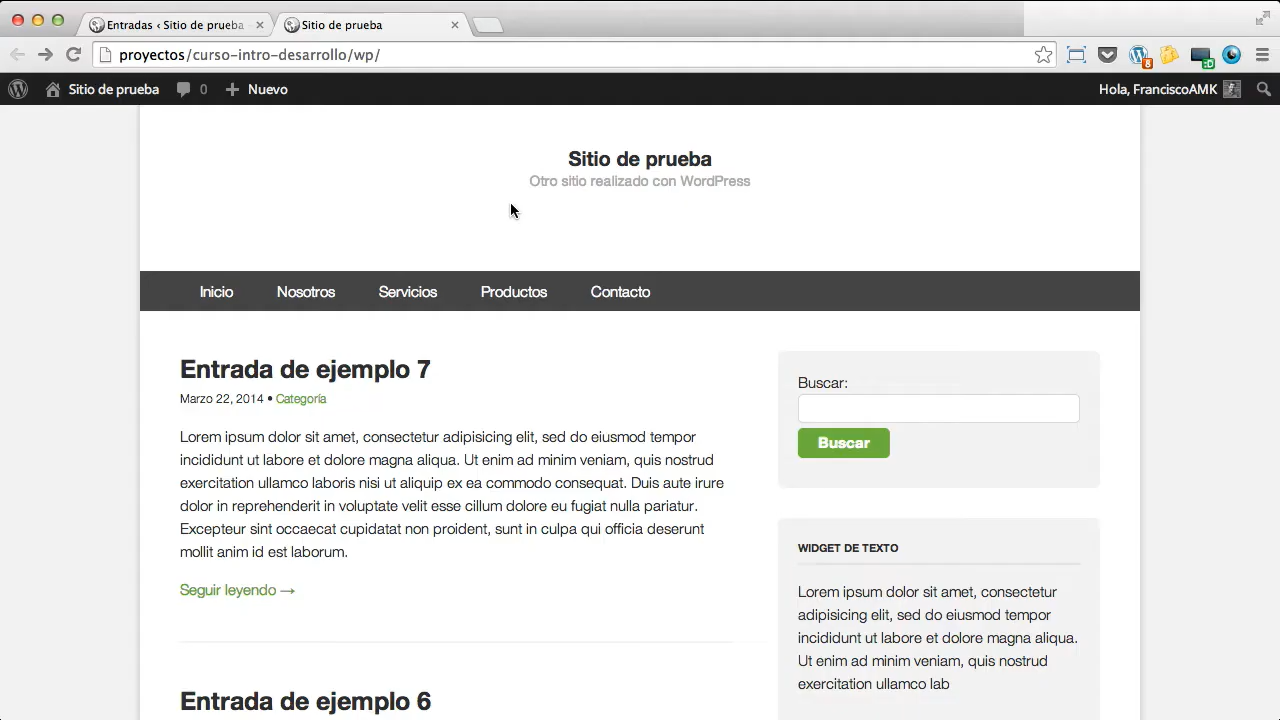 Entradas ‹ Sitio de prueba
Sitio de prueba
proyectos/curso-intro-desarrollo/wp/
8
:D
Sitio de prueba
0
Nuevo
Hola, FranciscoAMK
Sitio de prueba
Otro sitio realizado con WordPress
Inicio
Nosotros
Servicios
Productos
Contacto
Entrada de ejemplo 7
Marzo 22, 2014 • Categoría
Lorem ipsum dolor sit amet, consectetur adipisicing elit, sed do eiusmod tempor
incididunt ut labore et dolore magna aliqua. Ut enim ad minim veniam, quis nostrud
exercitation ullamco laboris nisi ut aliquip ex ea commodo consequat. Duis aute irure
dolor in reprehenderit in voluptate velit esse cillum dolore eu fugiat nulla pariatur.
Excepteur sint occaecat cupidatat non proident, sunt in culpa qui officia deserunt
mollit anim id est laborum.
Seguir leyendo →
Entrada de ejemplo 6
Buscar:
Buscar
WIDGET DE TEXTO
Lorem ipsum dolor sit amet, consectetur
adipisicing elit, sed do eiusmod tempor
incididunt ut labore et dolore magna aliqua.
Ut enim ad minim veniam, quis nostrud
exercitation ullamco lab